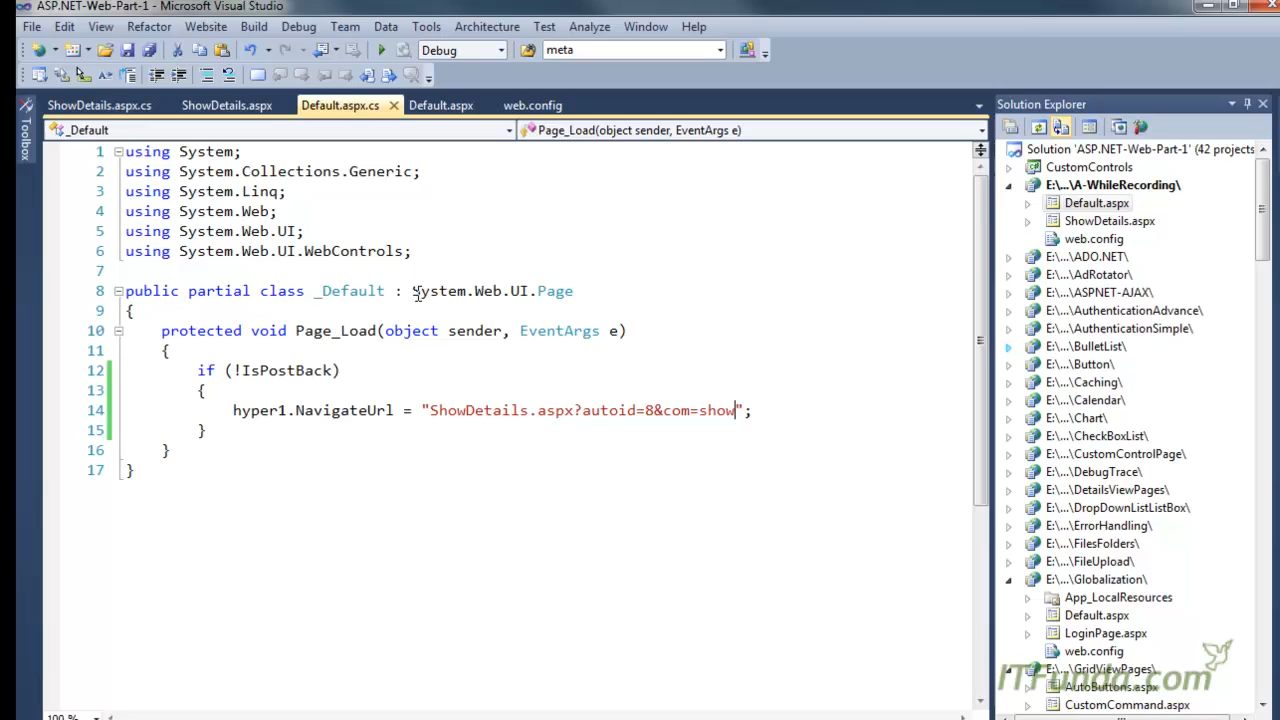 ASP.NET-Web-Part-1 - Microsoft Visual Studio
File Edit View Refactor Website Build Debug Team Data Tools Architecture Test Analyze Window Help
Debug meta
ShowDetails.aspx.cs ShowDetails.aspx Default.aspx.cs Default.aspx web.config
_Default Page_Load(object sender, EventArgs e)
Toolbox
1 using System;
2 using System.Collections.Generic;
3 using System.Linq;
4 using System.Web;
5 using System.Web.UI;
6 using System.Web.UI.WebControls;
7
8 public partial class _Default : System.Web.UI.Page
9 {
10 protected void Page_Load(object sender, EventArgs e)
11 {
12 if (!IsPostBack)
13 {
14 hyper1.NavigateUrl = "ShowDetails.aspx?autoid=8&com=show";
15 }
16 }
17 }
100 %
Solution Explorer
Solution 'ASP.NET-Web-Part-1' (42 projects
CustomControls
E:\...\A-WhileRecording\
Default.aspx
ShowDetails.aspx
web.config
E:\...\ADO.NET\
E:\...\AdRotator\
E:\...\ASPNET-AJAX\
E:\...\AuthenticationAdvance\
E:\...\AuthenticationSimple\
E:\...\BulletList\
E:\...\Button\
E:\...\Caching\
E:\...\Calendar\
E:\...\Chart\
E:\...\CheckBoxList\
E:\...\CustomControlPage\
E:\...\DebugTrace\
E:\...\DetailsViewPages\
E:\...\DropDownListListBox\
E:\...\ErrorHandling\
E:\...\FilesFolders\
E:\...\FileUpload\
E:\...\Globalization\
App_LocalResources
Default.aspx
LoginPage.aspx
web.config
E:\...\GridViewPages\
AutoButtons.aspx
CustomCommand.aspx
ITFunda.com